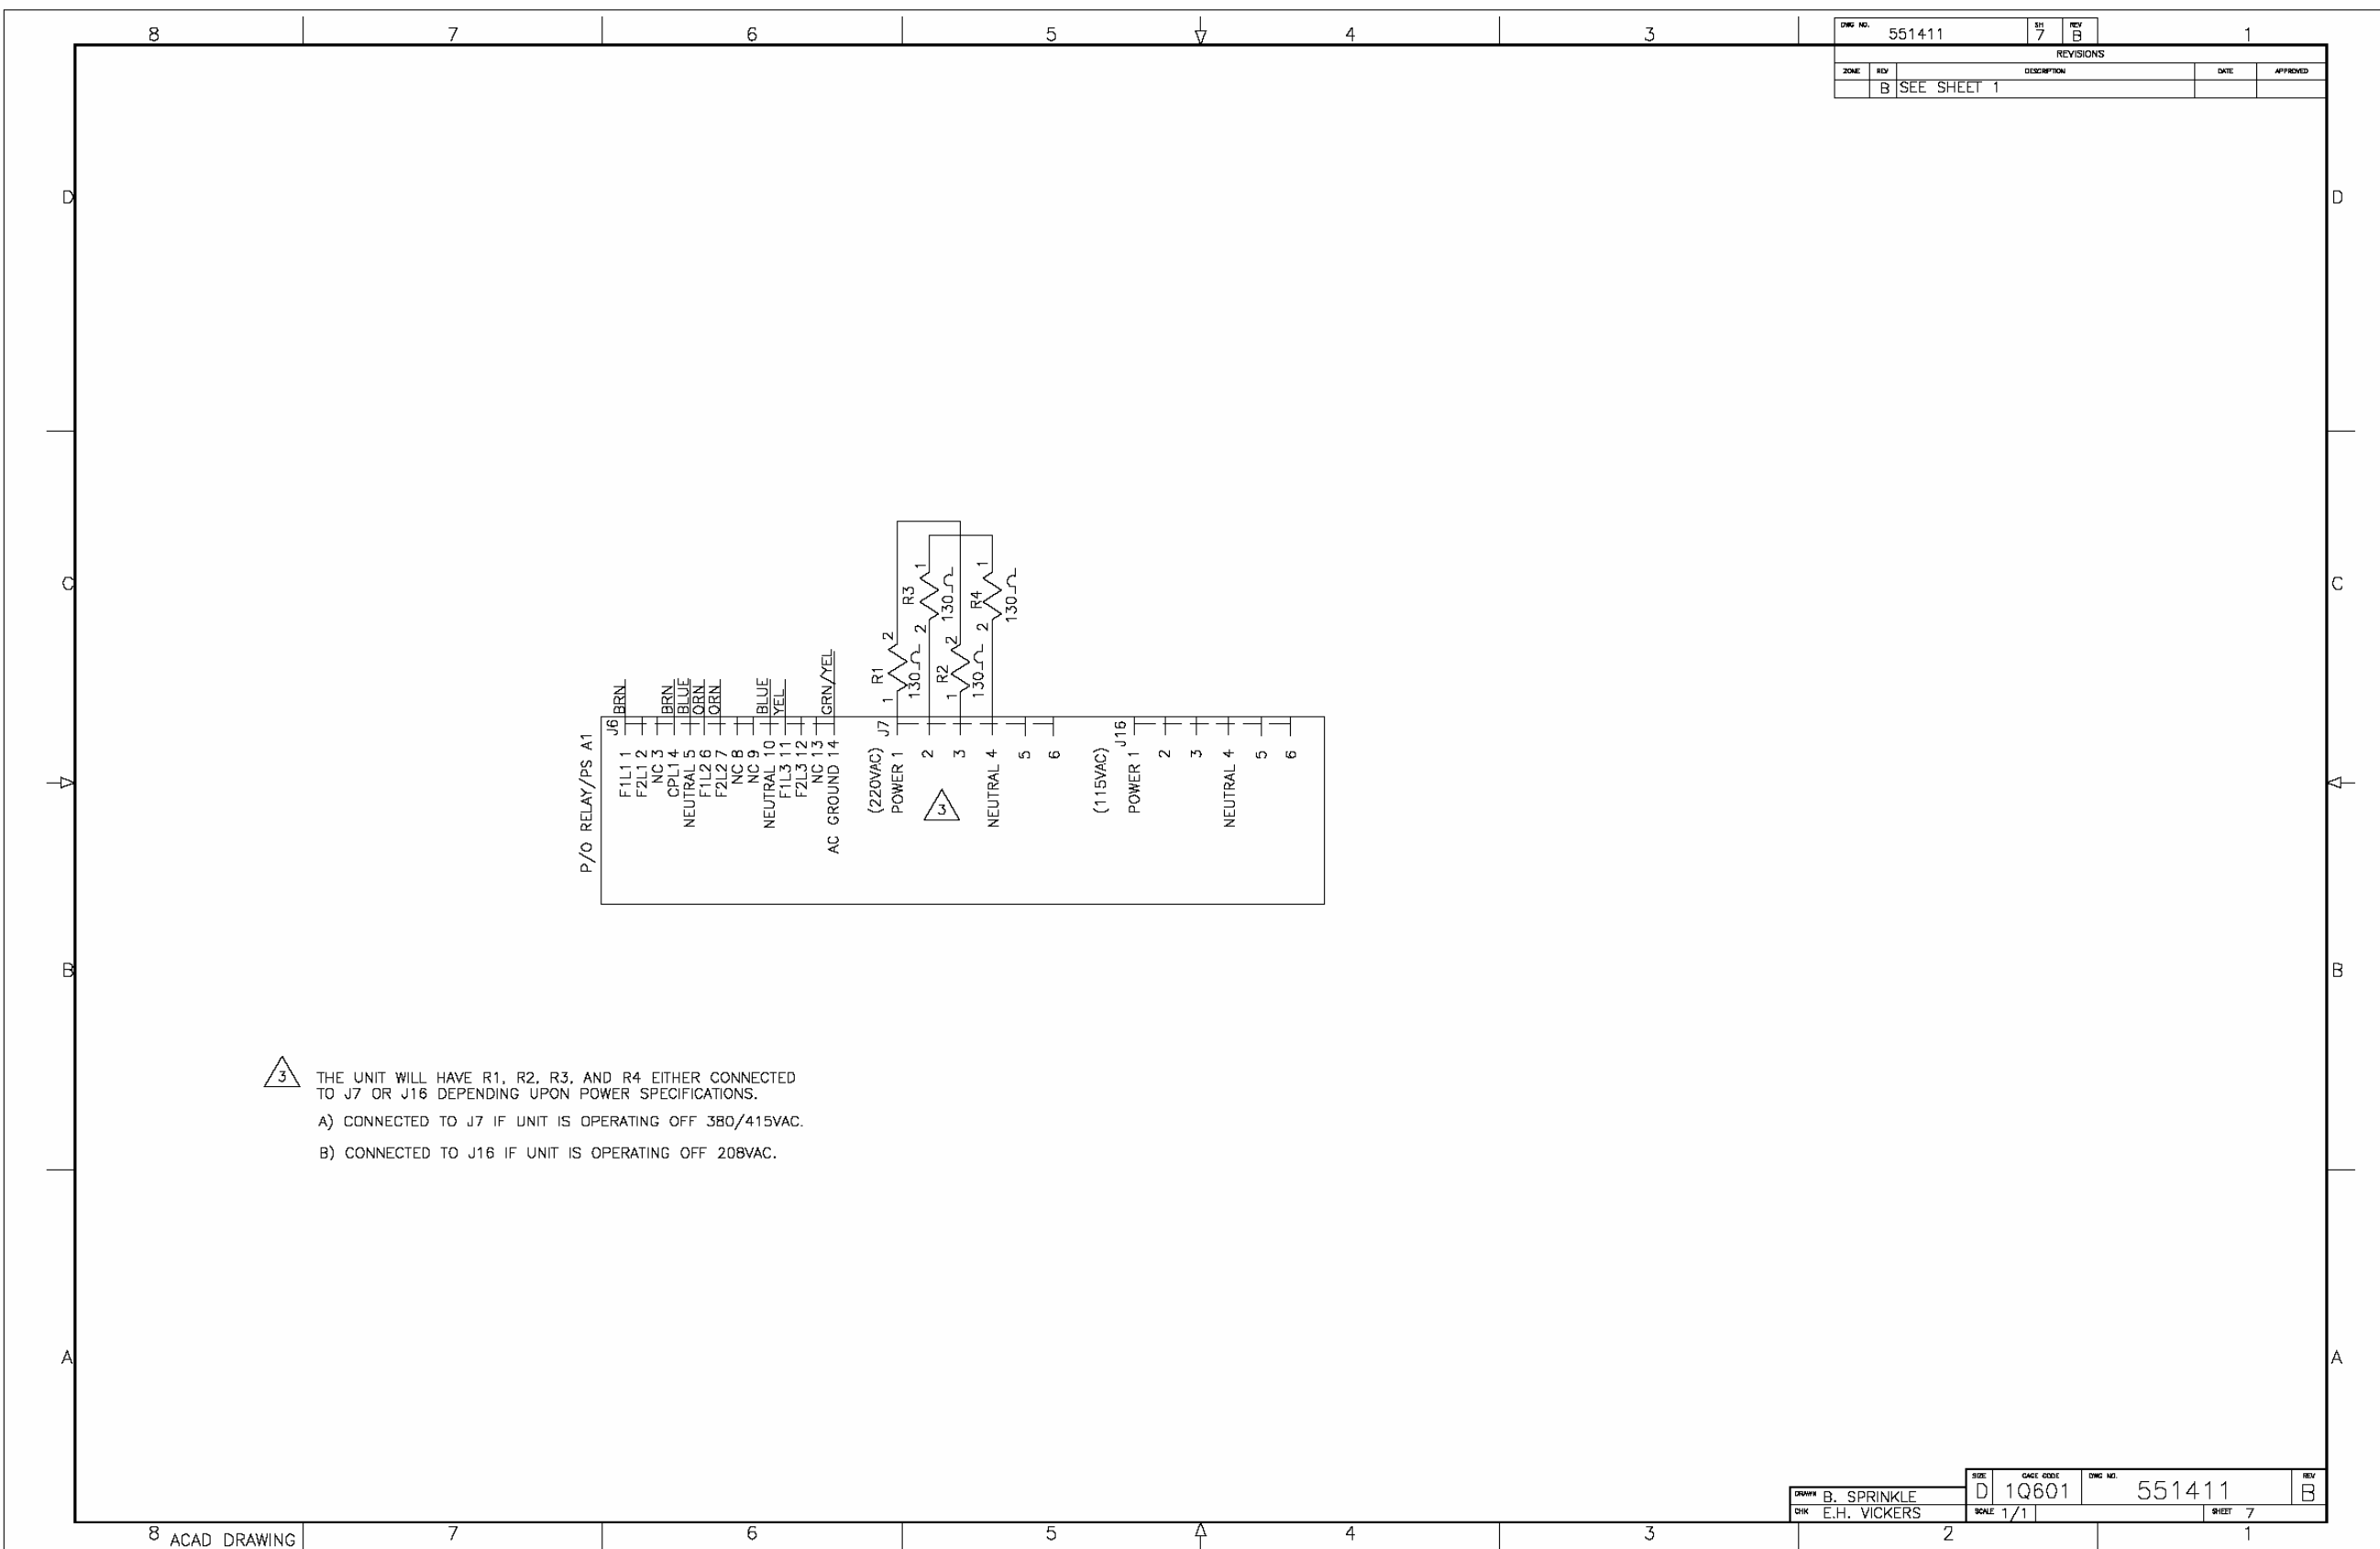 8 7 6 5 4 3 1
DWG NO. 551411 SH 7 REV B
REVISIONS
ZONE REV DESCRIPTION DATE APPROVED
B SEE SHEET 1
D D
C C
B B
A A
R1 1 2 130Ω
R3 1 2 130Ω
R2 1 2 130Ω
R4 1 2 130Ω
BRN
BRN
BLUE
ORN
ORN
BLUE
YEL
GRN/YEL
P/O RELAY/PS A1
J6
F1L1 1
F2L1 2
NC 3
CPL1 4
NEUTRAL 5
F1L2 6
F2L2 7
NC 8
NC 9
NEUTRAL 10
F1L3 11
F2L3 12
NC 13
AC GROUND 14
J7
(220VAC)
POWER 1
2
3
NEUTRAL 4
5
6
3
J16
(115VAC)
POWER 1
2
3
NEUTRAL 4
5
6
3 THE UNIT WILL HAVE R1, R2, R3, AND R4 EITHER CONNECTED
TO J7 OR J16 DEPENDING UPON POWER SPECIFICATIONS.
A) CONNECTED TO J7 IF UNIT IS OPERATING OFF 380/415VAC.
B) CONNECTED TO J16 IF UNIT IS OPERATING OFF 208VAC.
DRAWN B. SPRINKLE
CHK E.H. VICKERS
SIZE D CAGE CODE 1Q601 DWG NO. 551411 REV B
SCALE 1/1 SHEET 7
8 ACAD DRAWING 7 6 5 4 3 2 1